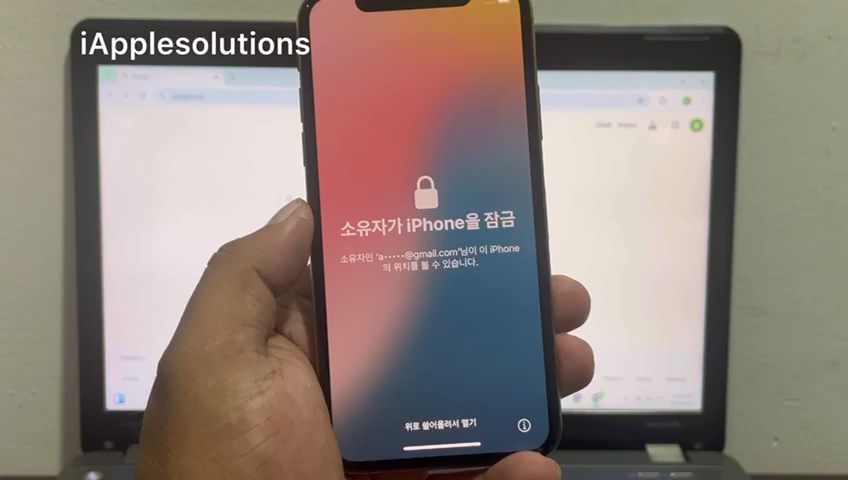 iApplesolutions
소유자가 iPhone을 잠금
소유자인 'a•••••@gmail.com'님이 이 iPhone
의 위치를 볼 수 있습니다.
위로 쓸어올려서 열기